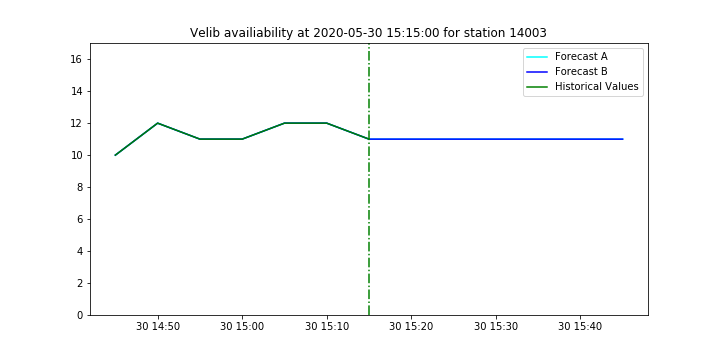 Velib availiability at 2020-05-30 15:15:00 for station 14003
Forecast A
Forecast B
Historical Values
16
14
12
10
8
6
4
2
0
30 14:50 30 15:00 30 15:10 30 15:20 30 15:30 30 15:40